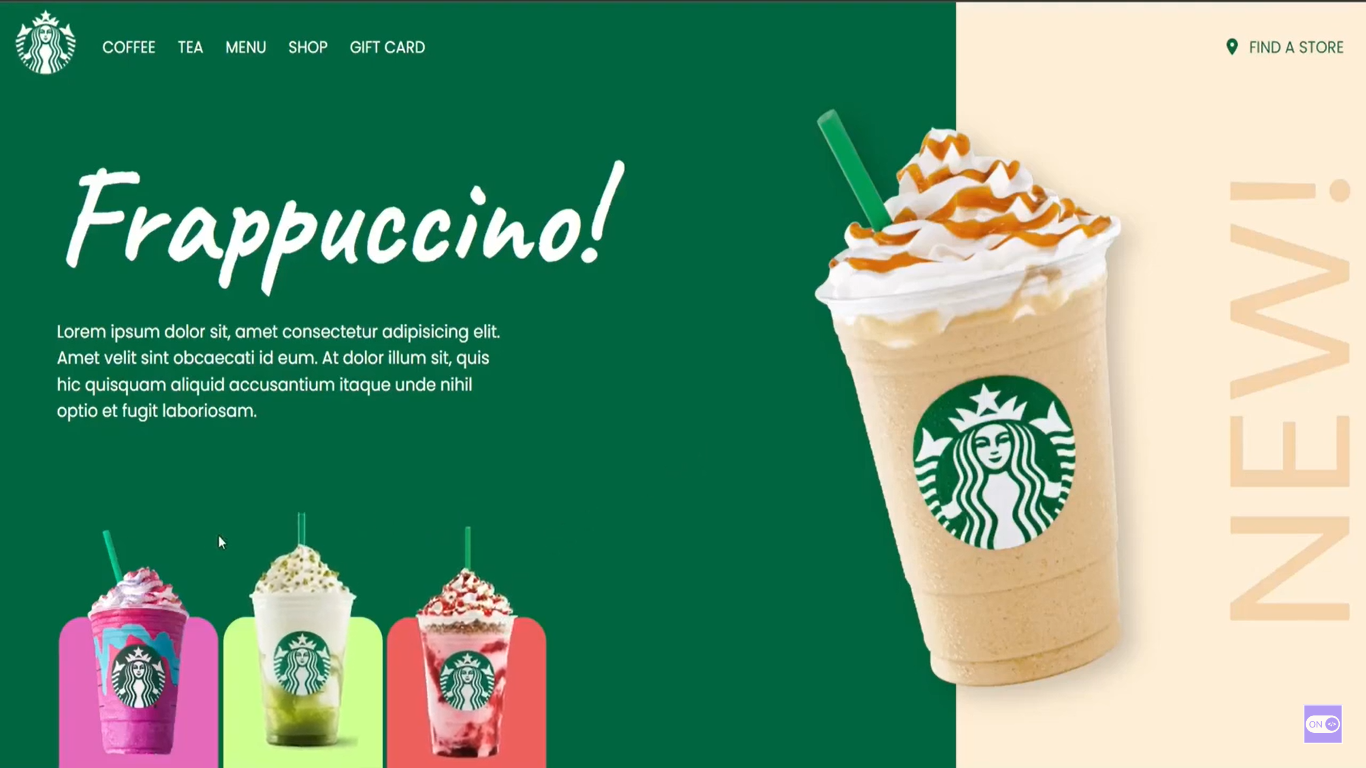 COFFEE TEA MENU SHOP GIFT CARD
FIND A STORE
Frappuccino!
Lorem ipsum dolor sit, amet consectetur adipisicing elit.
Amet velit sint obcaecati id eum. At dolor illum sit, quis
hic quisquam aliquid accusantium itaque unde nihil
optio et fugit laboriosam.
NEW!
ON </>